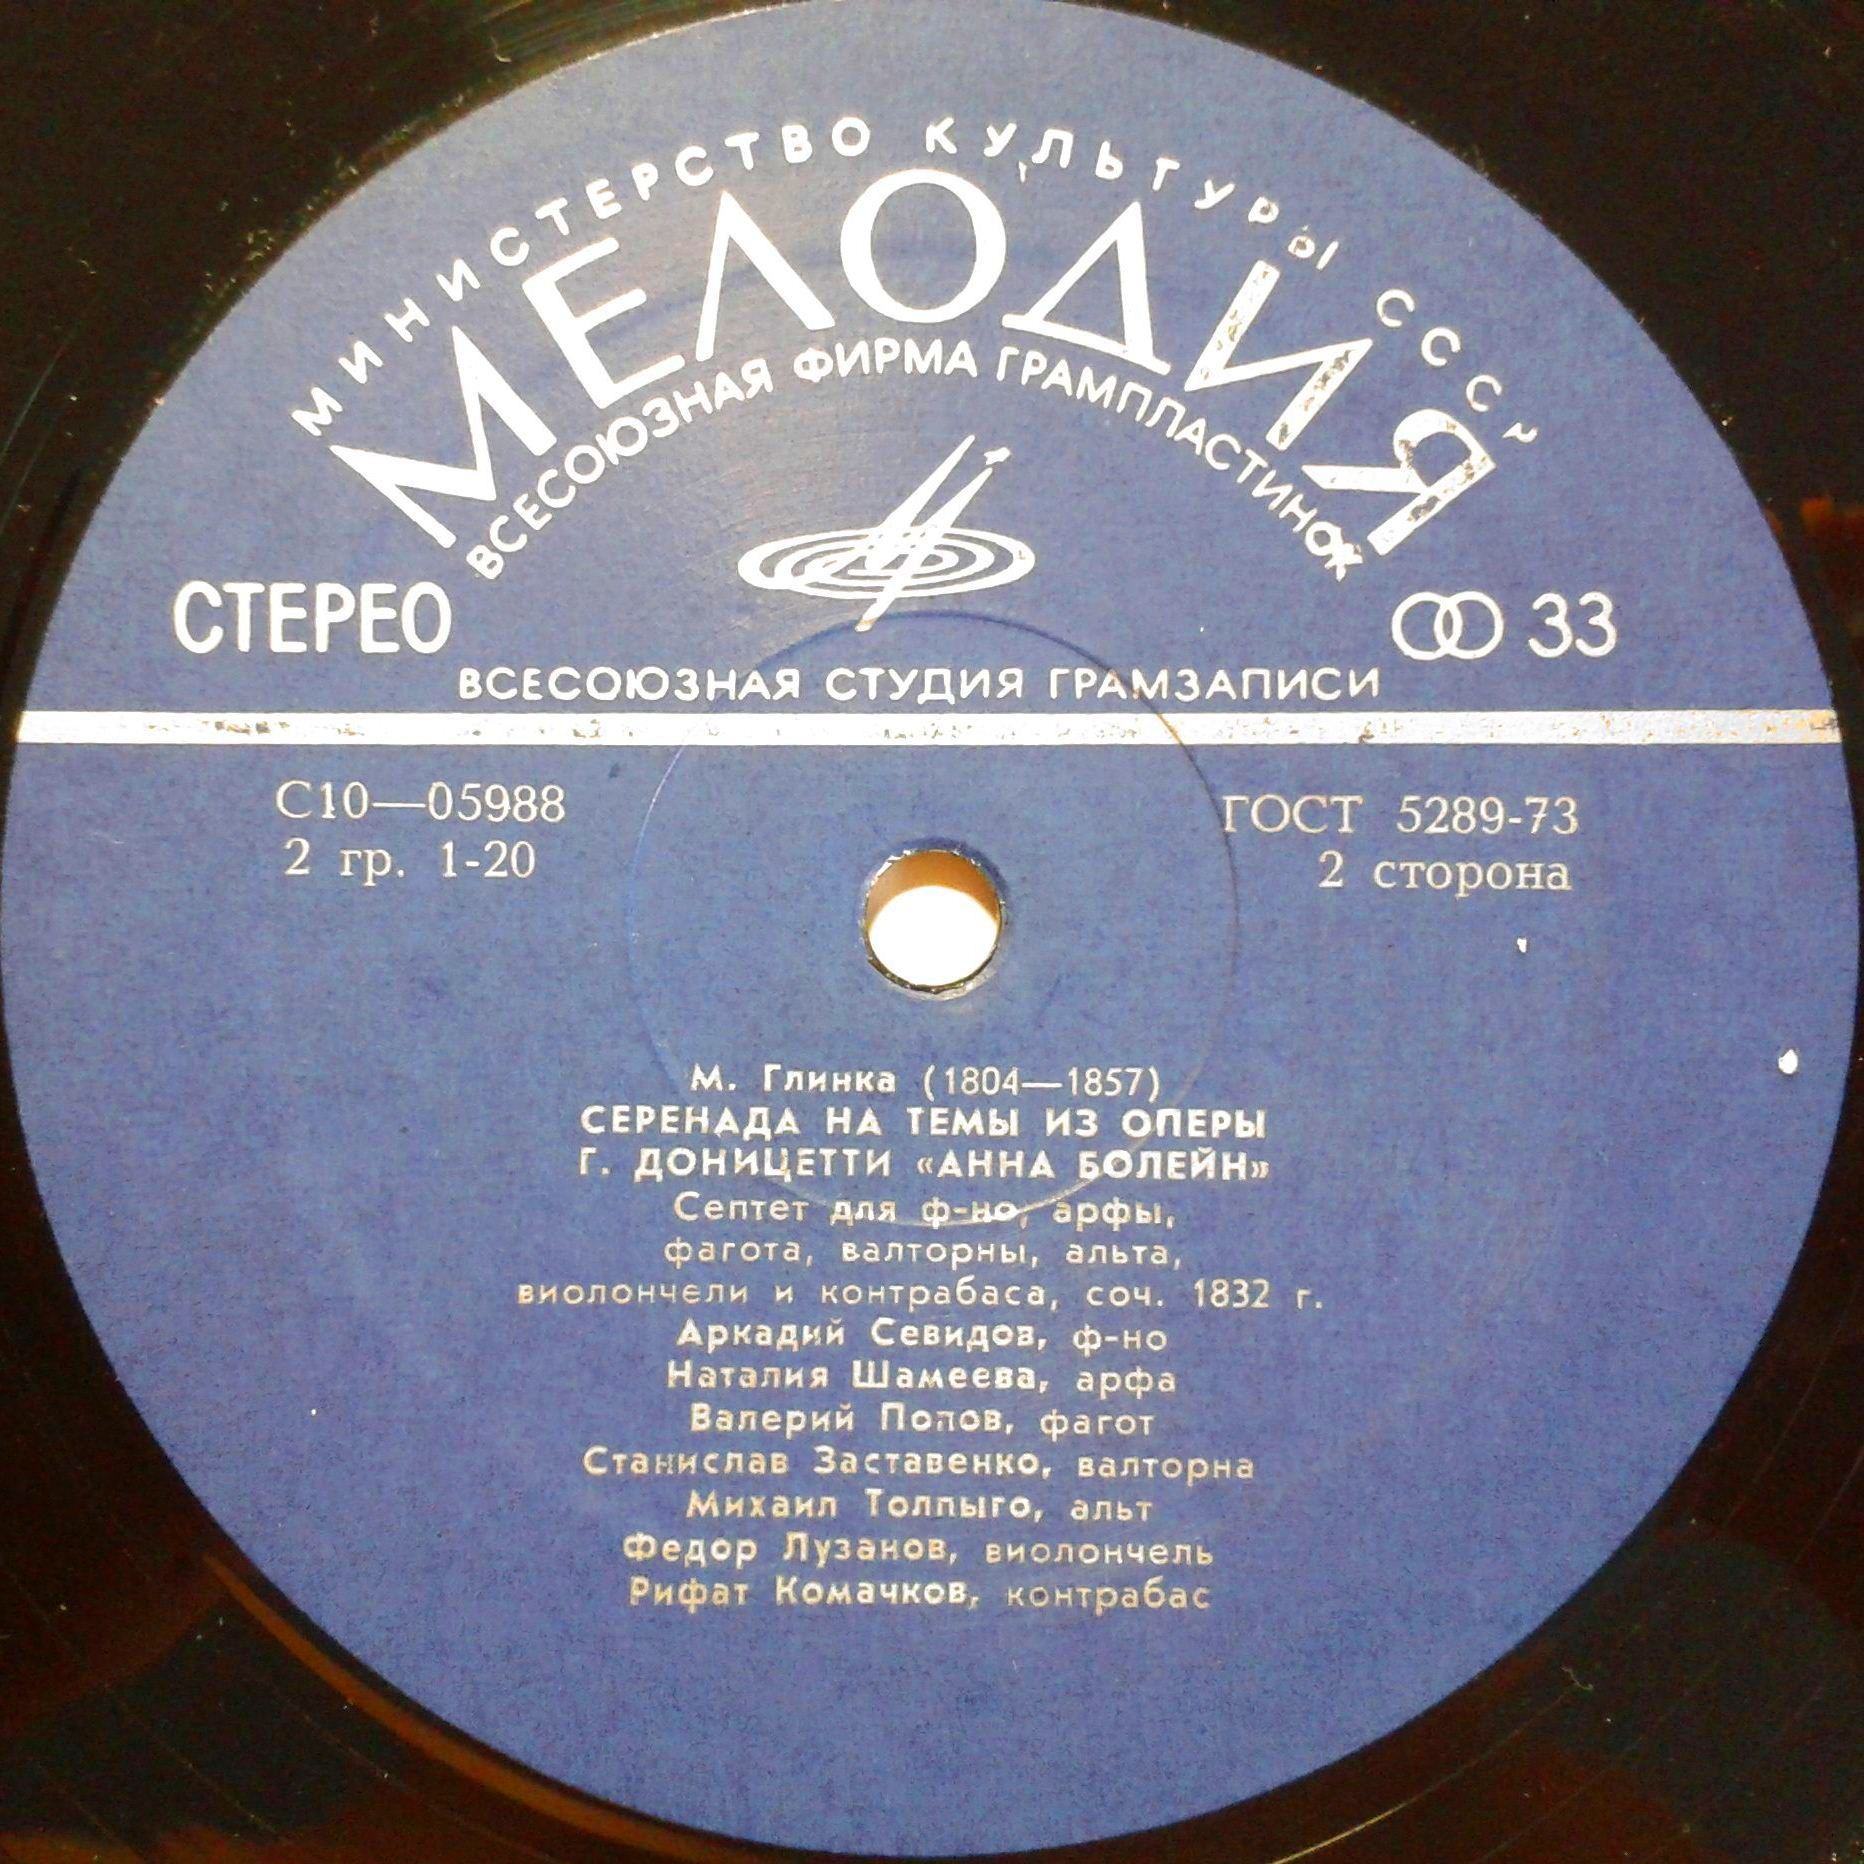 МИНИСТЕРСТВО КУЛЬТУРЫ СССР
МЕЛОДИЯ
ВСЕСОЮЗНАЯ ФИРМА ГРАМПЛАСТИНОК
СТЕРЕО
33
ВСЕСОЮЗНАЯ СТУДИЯ ГРАМЗАПИСИ
С10—05988
ГОСТ 5289-73
2 гр. 1-20
2 сторона
М. Глинка (1804—1857)
СЕРЕНАДА НА ТЕМЫ ИЗ ОПЕРЫ
Г. ДОНИЦЕТТИ «АННА БОЛЕЙН»
Септет для ф-но, арфы,
фагота, валторны, альта,
виолончели и контрабаса, соч. 1832 г.
Аркадий Севидов, ф-но
Наталия Шамеева, арфа
Валерий Попов, фагот
Станислав Заставенко, валторна
Михаил Толпыго, альт
Федор Лузанов, виолончель
Рифат Комачков, контрабас